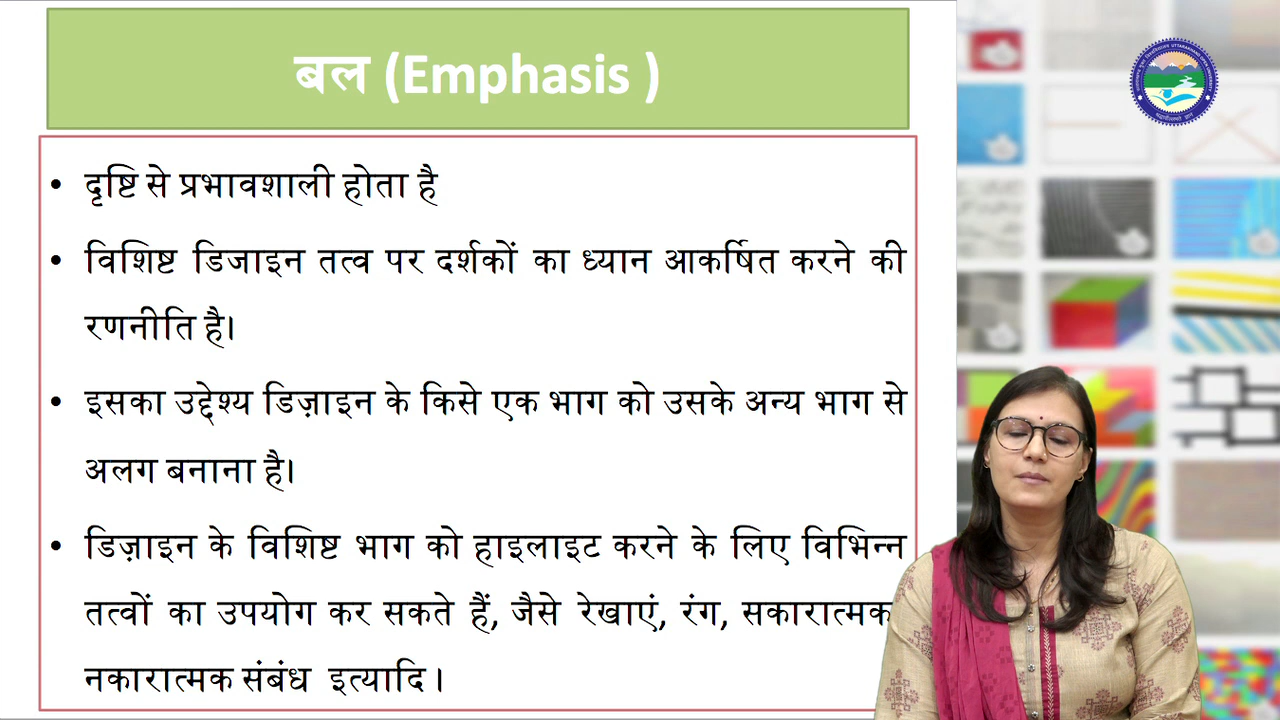 बल (Emphasis )
• दृष्टि से प्रभावशाली होता है
• विशिष्ट डिजाइन तत्व पर दर्शकों का ध्यान आकर्षित करने की
रणनीति है।
• इसका उद्देश्य डिज़ाइन के किसे एक भाग को उसके अन्य भाग से
अलग बनाना है।
• डिज़ाइन के विशिष्ट भाग को हाइलाइट करने के लिए विभिन्न
तत्वों का उपयोग कर सकते हैं, जैसे रेखाएं, रंग, सकारात्मक
नकारात्मक संबंध इत्यादि ।